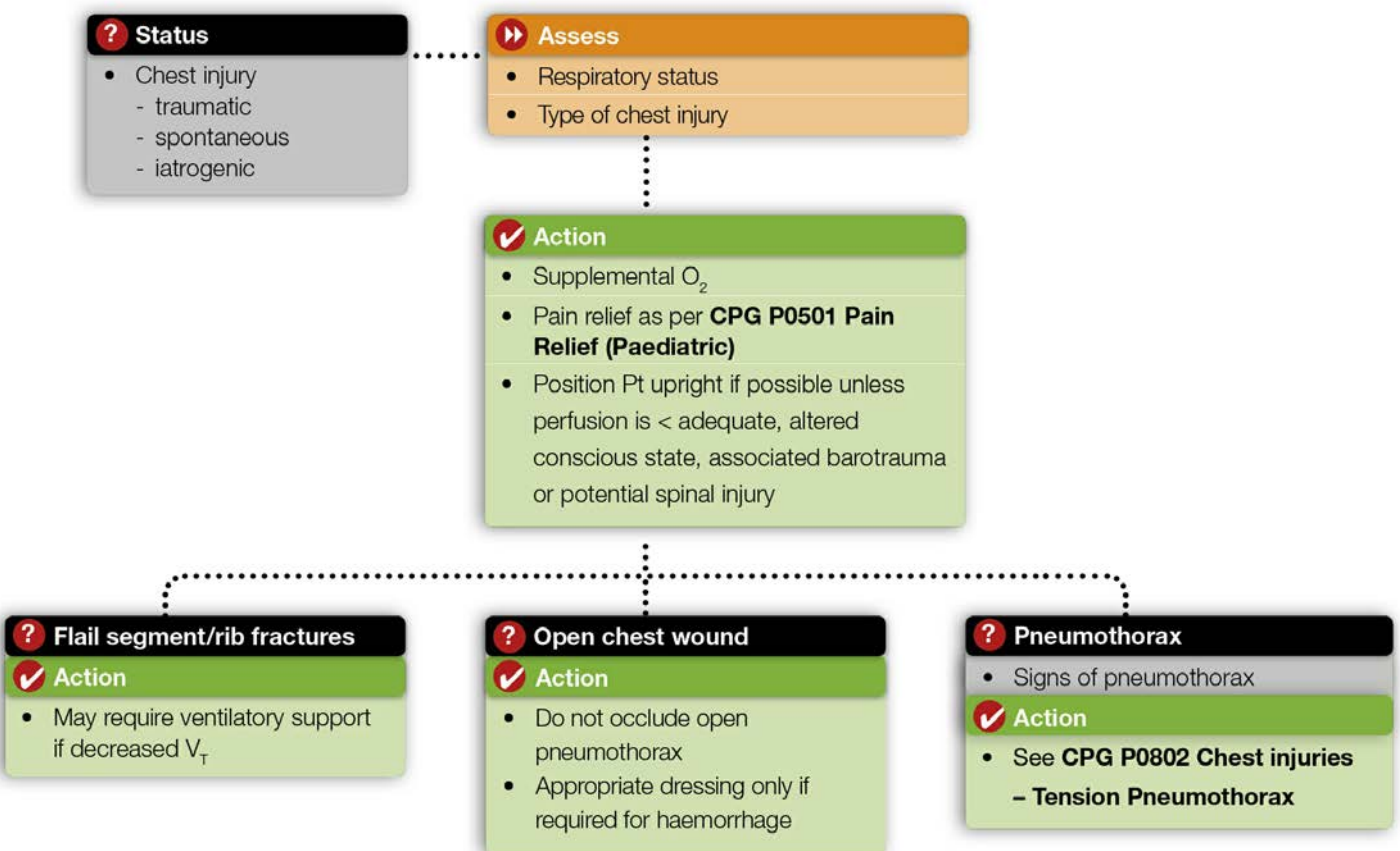 Status
• Chest injury
- traumatic
- spontaneous
- iatrogenic
Assess
• Respiratory status
• Type of chest injury
Action
• Supplemental O₂
• Pain relief as per CPG P0501 Pain
Relief (Paediatric)
• Position Pt upright if possible unless
perfusion is < adequate, altered
conscious state, associated barotrauma
or potential spinal injury
? Flail segment/rib fractures
Action
• May require ventilatory support
if decreased V_T
? Open chest wound
Action
• Do not occlude open
pneumothorax
• Appropriate dressing only if
required for haemorrhage
? Pneumothorax
• Signs of pneumothorax
Action
• See CPG P0802 Chest injuries
– Tension Pneumothorax